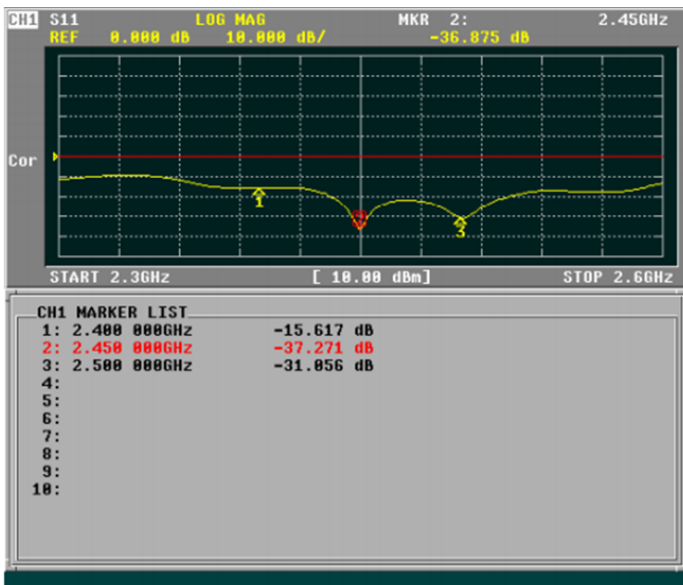 CH1 S11 LOG MAG MKR 2: 2.45GHz
REF 0.000 dB 10.000 dB/ -36.875 dB
Cor
1
2
3
START 2.3GHz [ 10.00 dBm] STOP 2.6GHz
CH1 MARKER LIST
1: 2.400 000GHz -15.617 dB
2: 2.450 000GHz -37.271 dB
3: 2.500 000GHz -31.056 dB
4:
5:
6:
7:
8:
9:
10: